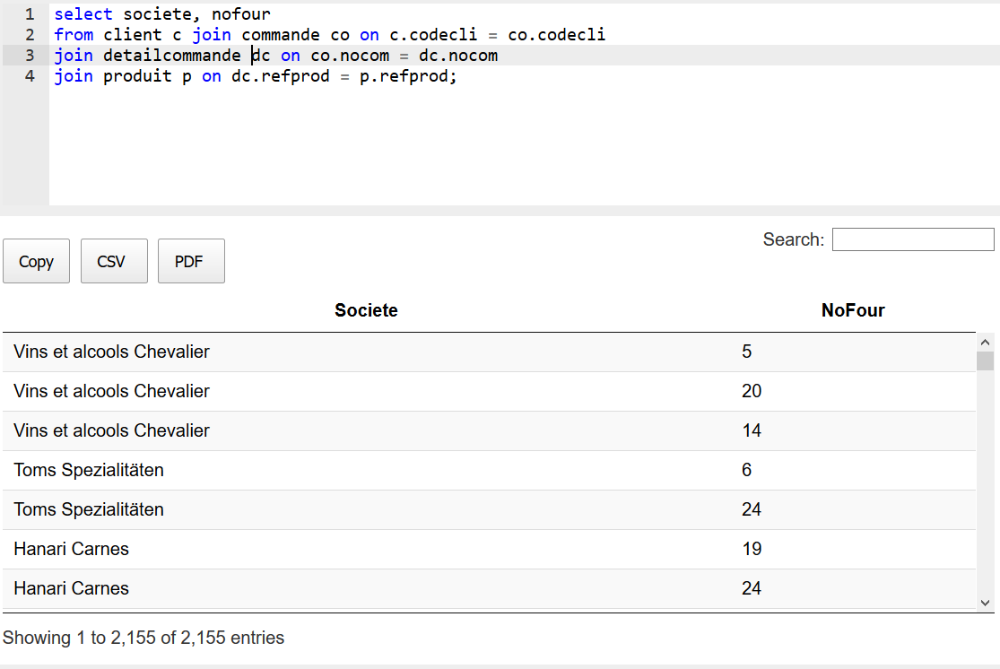 1 select societe, nofour
2 from client c join commande co on c.codecli = co.codecli
3 join detailcommande dc on co.nocom = dc.nocom
4 join produit p on dc.refprod = p.refprod;
Search:
Copy CSV PDF
Societe NoFour
Vins et alcools Chevalier 5
Vins et alcools Chevalier 20
Vins et alcools Chevalier 14
Toms Spezialitäten 6
Toms Spezialitäten 24
Hanari Carnes 19
Hanari Carnes 24
Showing 1 to 2,155 of 2,155 entries